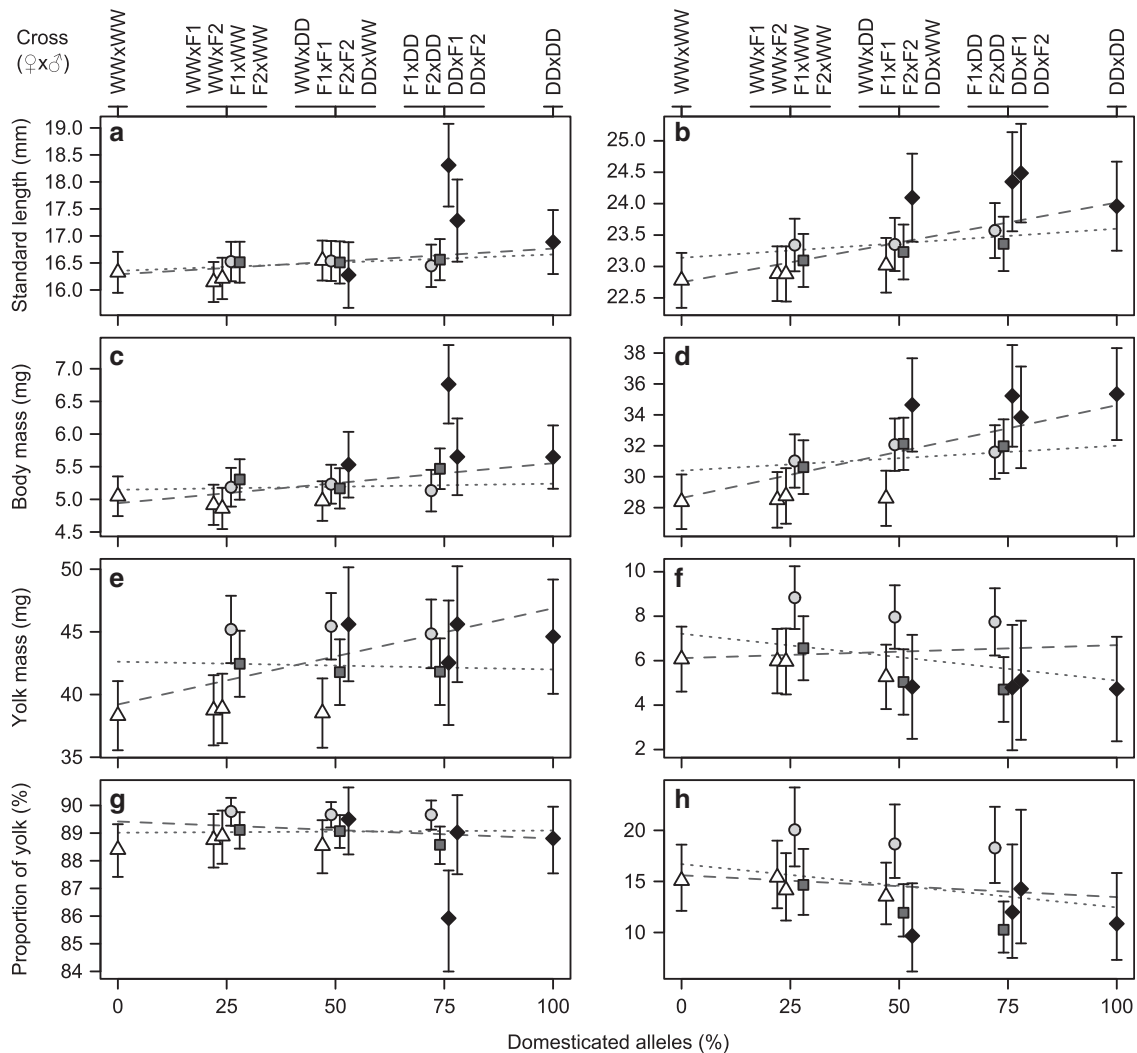 Cross
(♀x♂)
WWxWW
WWxF1
WWxF2
F1xWW
F2xWW
WWxDD
F1xF1
F2xF2
DDxWW
F1xDD
F2xDD
DDxF1
DDxF2
DDxDD
WWxWW
WWxF1
WWxF2
F1xWW
F2xWW
WWxDD
F1xF1
F2xF2
DDxWW
F1xDD
F2xDD
DDxF1
DDxF2
DDxDD
Standard length (mm)
a
19.0
18.5
18.0
17.5
17.0
16.5
16.0
b
25.0
24.5
24.0
23.5
23.0
22.5
Body mass (mg)
c
7.0
6.5
6.0
5.5
5.0
4.5
d
38
36
34
32
30
28
Yolk mass (mg)
e
50
45
40
35
f
10
8
6
4
2
Proportion of yolk (%)
g
90
89
88
87
86
85
84
h
20
15
10
0 25 50 75 100
0 25 50 75 100
Domesticated alleles (%)